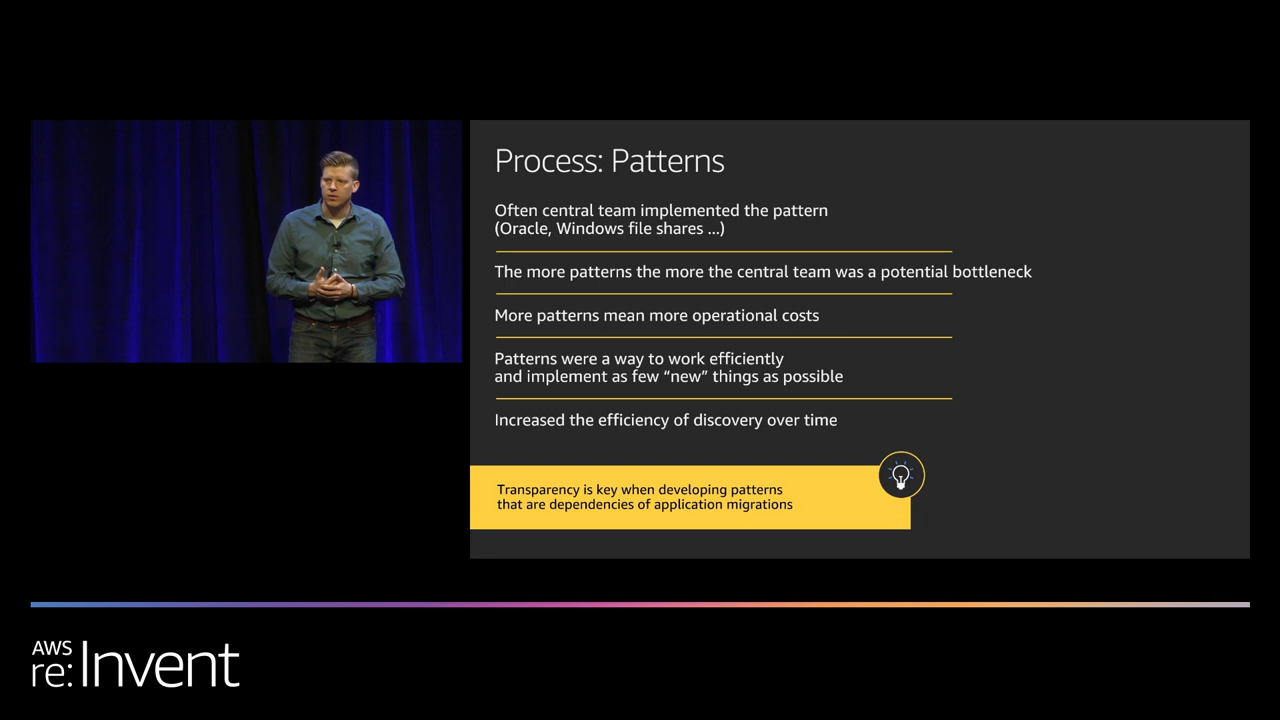 Process: Patterns
Often central team implemented the pattern
(Oracle, Windows file shares ...)
The more patterns the more the central team was a potential bottleneck
More patterns mean more operational costs
Patterns were a way to work efficiently
and implement as few “new” things as possible
Increased the efficiency of discovery over time
Transparency is key when developing patterns
that are dependencies of application migrations
AWS
re:Invent